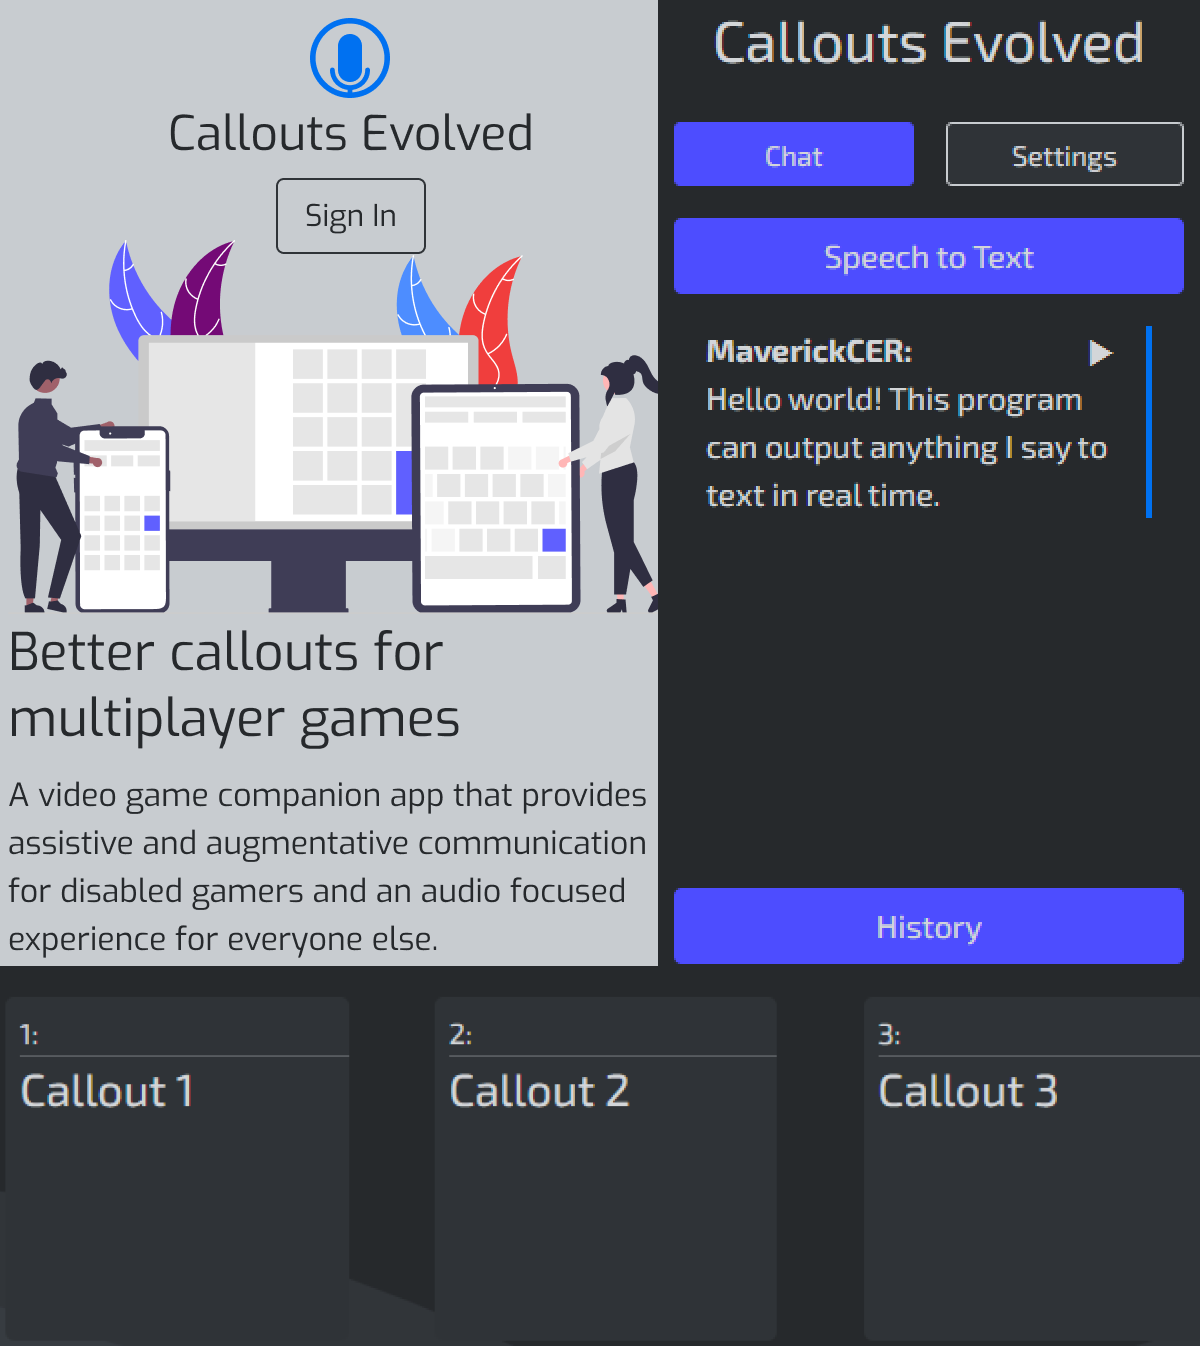 Callouts Evolved
Sign In
Better callouts for
multiplayer games
A video game companion app that provides
assistive and augmentative communication
for disabled gamers and an audio focused
experience for everyone else.
Callouts Evolved
Chat
Settings
Speech to Text
MaverickCER:
Hello world! This program
can output anything I say to
text in real time.
History
1:
Callout 1
2:
Callout 2
3:
Callout 3